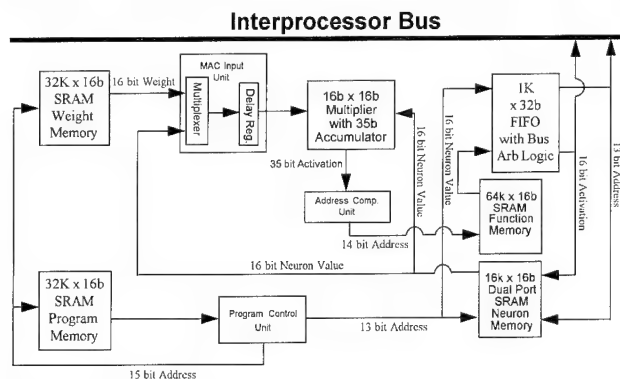 Interprocessor Bus
32K x 16b
SRAM
Weight
Memory
16 bit Weight
MAC Input
Unit
Multiplexer
Delay Reg.
16b x 16b
Multiplier
with 35b
Accumulator
35 bit Activation
Address Comp.
Unit
14 bit Address
16 bit Neuron Value
16 bit Neuron Value
1K
x 32b
FIFO
with Bus
Arb Logic
64k x 16b
SRAM
Function
Memory
16 bit Activation
13 bit Address
16 bit Neuron Value
16k x 16b
Dual Port
SRAM
Neuron
Memory
32K x 16b
SRAM
Program
Memory
Program Control
Unit
13 bit Address
15 bit Address